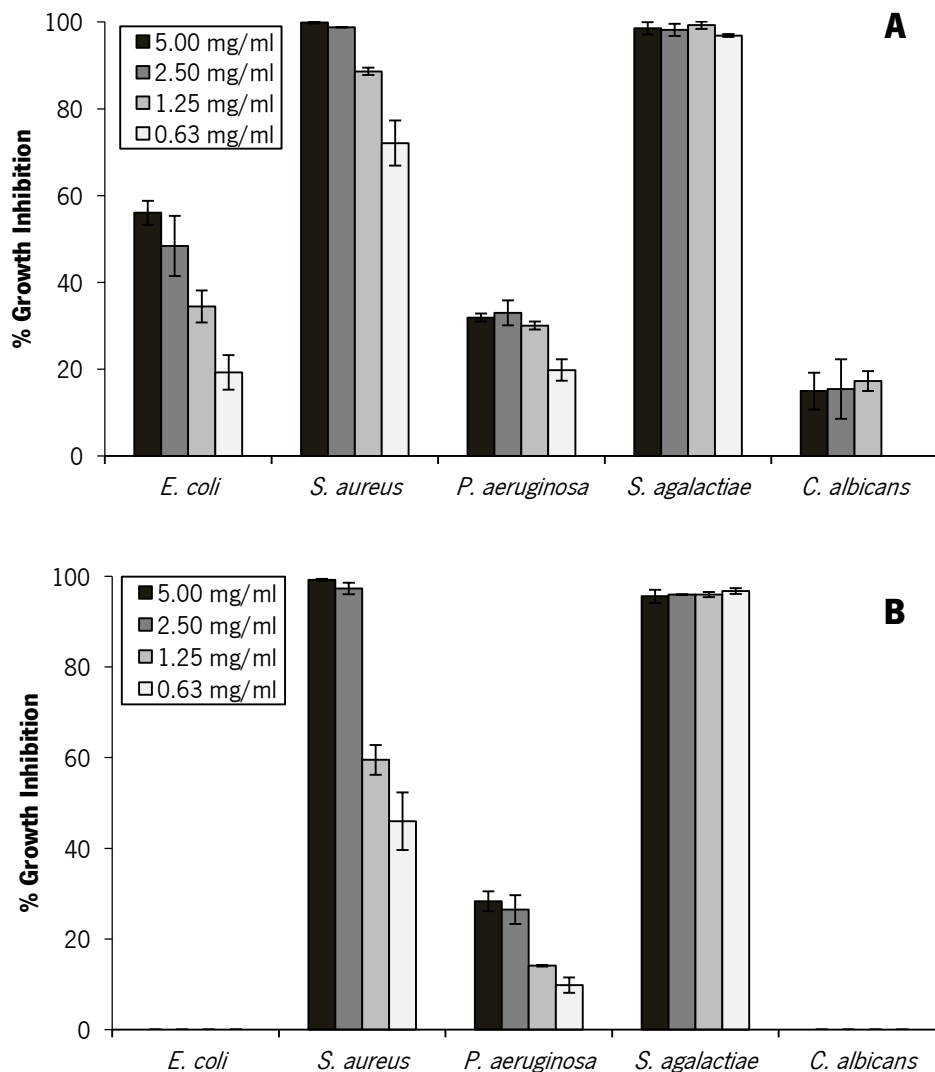 A
5.00 mg/ml
2.50 mg/ml
1.25 mg/ml
0.63 mg/ml
% Growth Inhibition
100
80
60
40
20
0
E. coli S. aureus P. aeruginosa S. agalactiae C. albicans
B
5.00 mg/ml
2.50 mg/ml
1.25 mg/ml
0.63 mg/ml
% Growth Inhibition
100
80
60
40
20
0
E. coli S. aureus P. aeruginosa S. agalactiae C. albicans